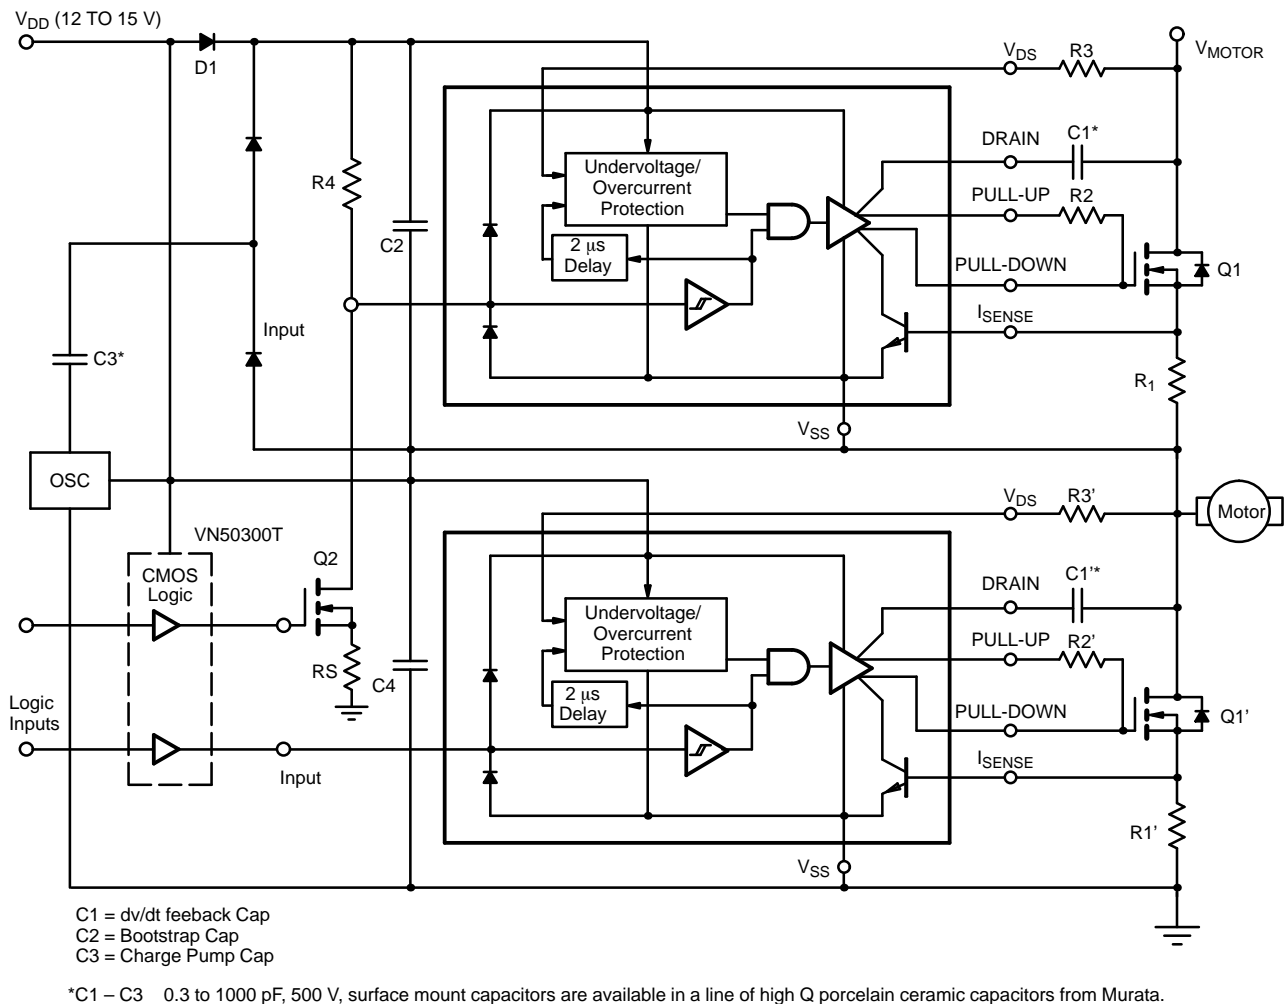 V_DD (12 TO 15 V)
D1
V_DS
R3
V_MOTOR
DRAIN
C1*
Undervoltage/
Overcurrent
Protection
R4
PULL-UP
R2
C2
2 μs
Delay
PULL-DOWN
Q1
Input
I_SENSE
C3*
R1
V_SS
OSC
V_DS
R3'
Motor
VN50300T
Q2
CMOS
Logic
DRAIN
C1'*
Undervoltage/
Overcurrent
Protection
PULL-UP
R2'
RS
C4
2 μs
Delay
Logic
Inputs
PULL-DOWN
Q1'
Input
I_SENSE
R1'
V_SS
C1 = dv/dt feeback Cap
C2 = Bootstrap Cap
C3 = Charge Pump Cap
*C1 – C3 0.3 to 1000 pF, 500 V, surface mount capacitors are available in a line of high Q porcelain ceramic capacitors from Murata.